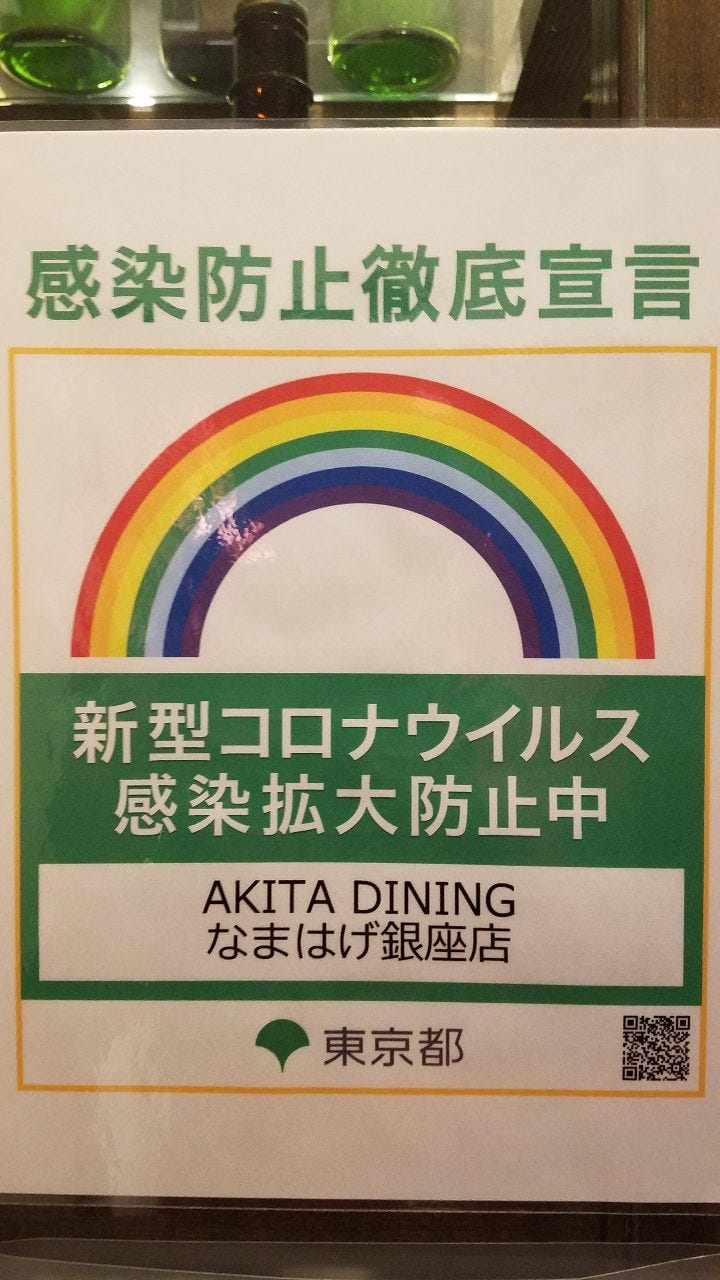 感染防止徹底宣言
新型コロナウイルス
感染拡大防止中
AKITA DINING
なまはげ銀座店
東京都